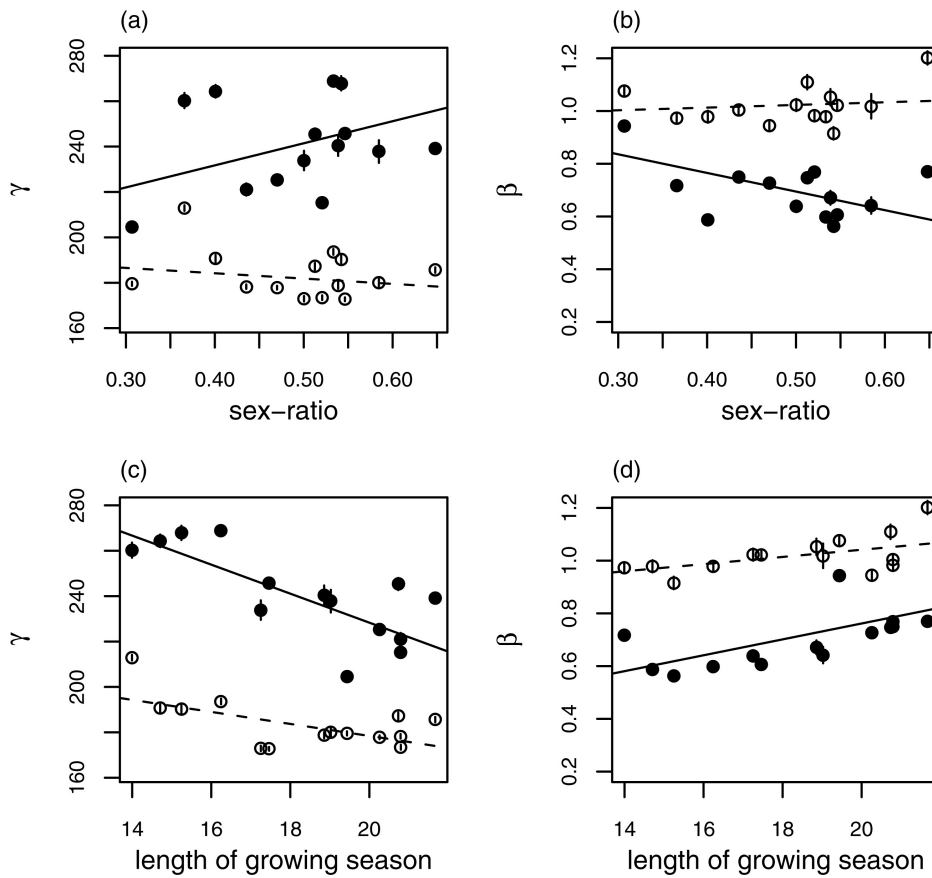 (a)
γ
280
240
200
160
0.30 0.40 0.50 0.60
sex−ratio
(b)
β
1.2
1.0
0.8
0.6
0.4
0.2
0.30 0.40 0.50 0.60
sex−ratio
(c)
γ
280
240
200
160
14 16 18 20
length of growing season
(d)
β
1.2
1.0
0.8
0.6
0.4
0.2
14 16 18 20
length of growing season